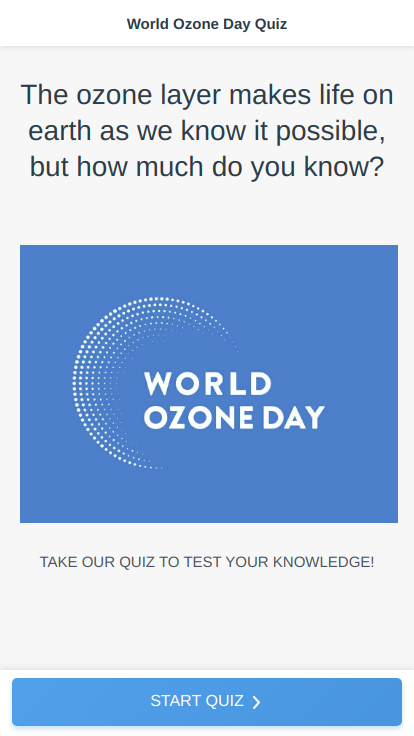 World Ozone Day Quiz
The ozone layer makes life on
earth as we know it possible,
but how much do you know?
WORLD
OZONE DAY
TAKE OUR QUIZ TO TEST YOUR KNOWLEDGE!
START QUIZ